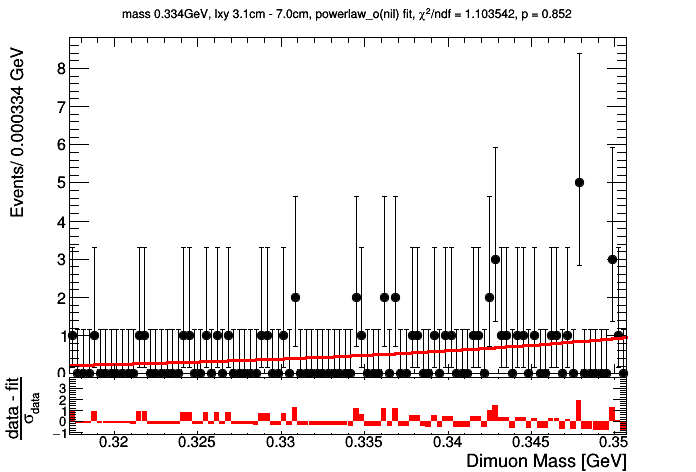 mass 0.334GeV, lxy 3.1cm - 7.0cm, powerlaw_o(nil) fit, χ²/ndf = 1.103542, p = 0.852
Events/ 0.000334 GeV
8
7
6
5
4
3
2
1
0
data - fit
σdata
3
2
1
0
−1
0.32 0.325 0.33 0.335 0.34 0.345 0.35
Dimuon Mass [GeV]